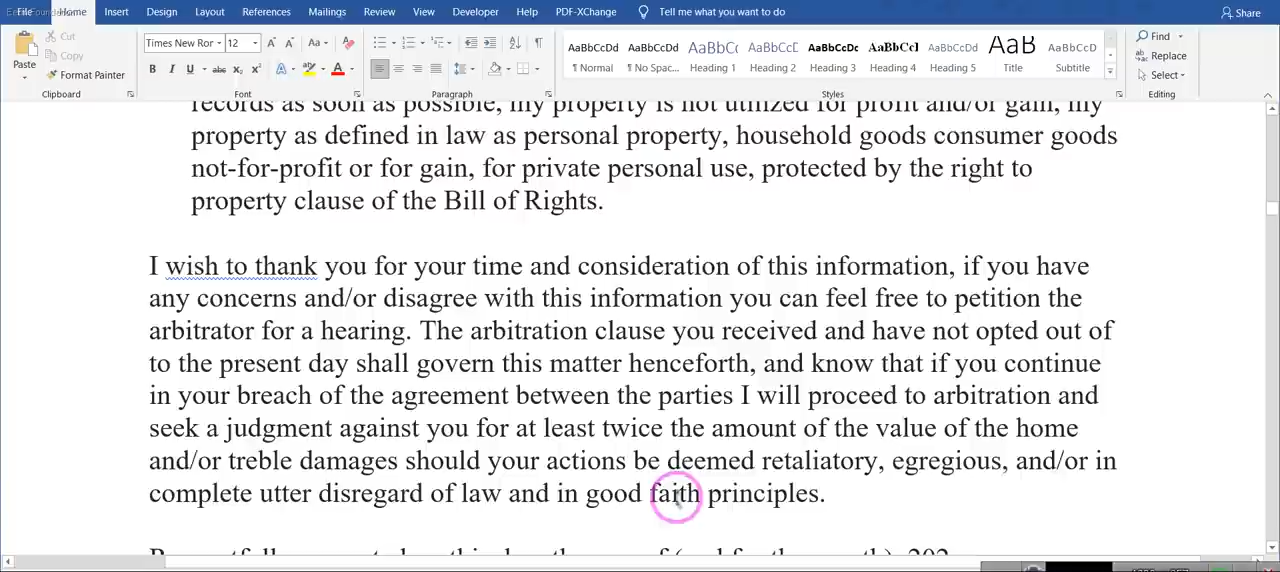 File Home Insert Design Layout References Mailings Review View Developer Help PDF-XChange Tell me what you want to do Share
Cut
Copy
Paste Format Painter
Clipboard
Times New Ror 12
Font
Paragraph
AaBbCcDd AaBbCcDd AaBbCc AaBbCcD AaBbCcDc AaBbCcI AaBbCcD AaB AaBbCcD
¶ Normal ¶ No Spac... Heading 1 Heading 2 Heading 3 Heading 4 Heading 5 Title Subtitle
Styles
Find
Replace
Select
Editing
records as soon as possible, my property is not utilized for profit and/or gain, my
property as defined in law as personal property, household goods consumer goods
not-for-profit or for gain, for private personal use, protected by the right to
property clause of the Bill of Rights.
I wish to thank you for your time and consideration of this information, if you have
any concerns and/or disagree with this information you can feel free to petition the
arbitrator for a hearing. The arbitration clause you received and have not opted out of
to the present day shall govern this matter henceforth, and know that if you continue
in your breach of the agreement between the parties I will proceed to arbitration and
seek a judgment against you for at least twice the amount of the value of the home
and/or treble damages should your actions be deemed retaliatory, egregious, and/or in
complete utter disregard of law and in good faith principles.